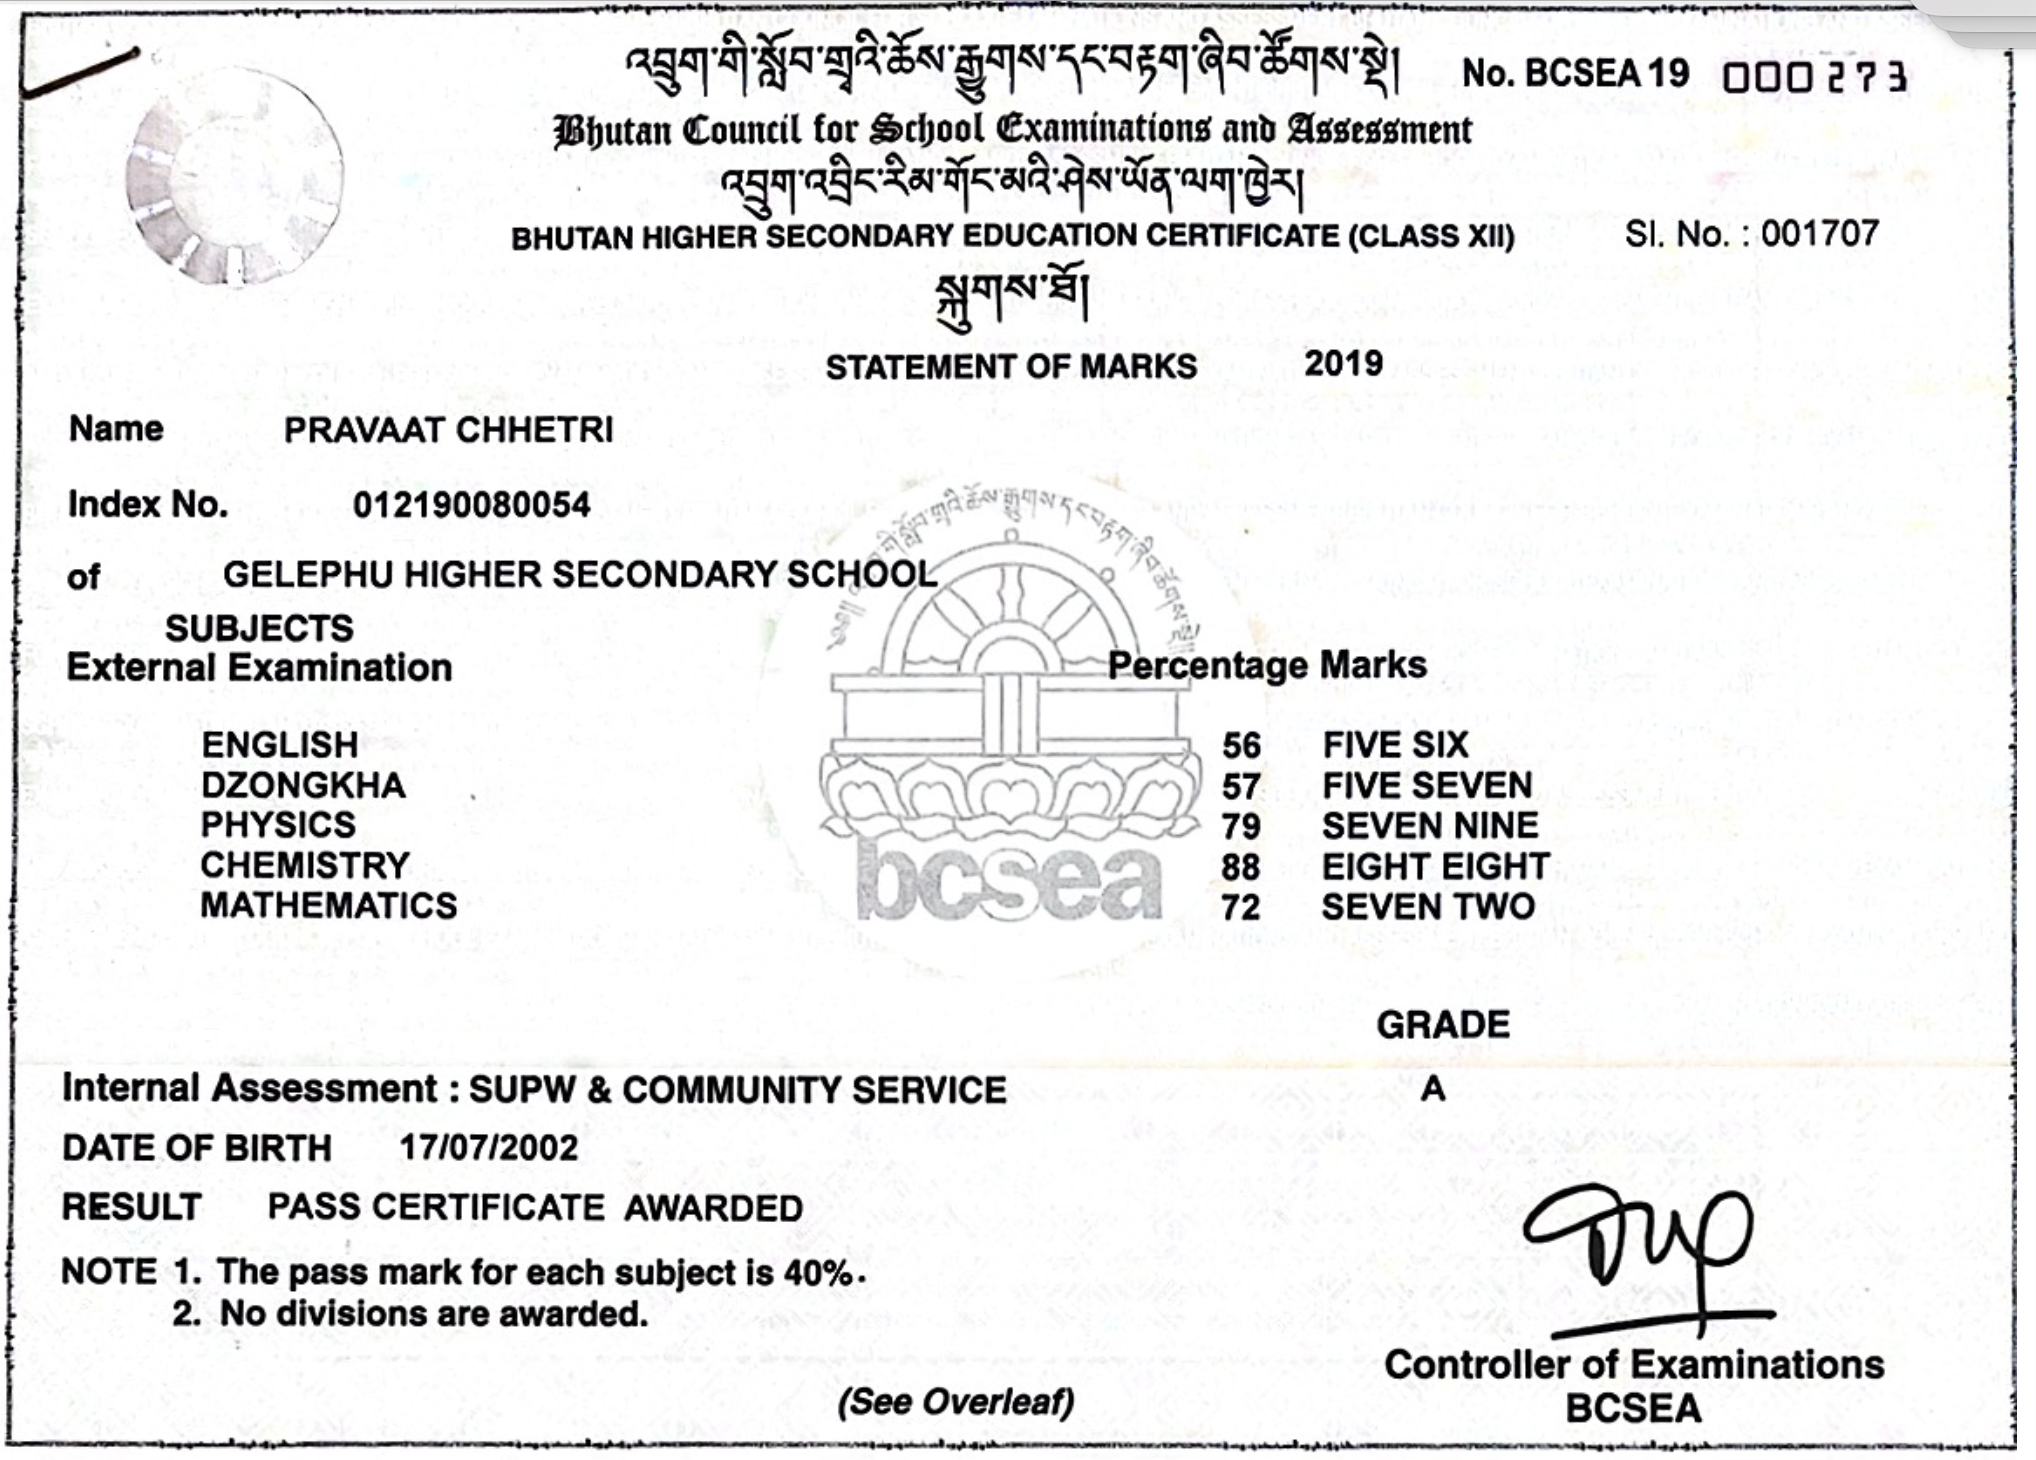 འབྲུག་གི་སློབ་གྲྭའི་ཆོས་རྒྱུགས་དང་བརྟག་ཞིབ་ཚོགས་སྡེ།
No. BCSEA 19 000273
Bhutan Council for School Examinations and Assessment
འབྲུག་འབྲིང་རིམ་གོང་མའི་ཤེས་ཡོན་ལག་ཁྱེར།
BHUTAN HIGHER SECONDARY EDUCATION CERTIFICATE (CLASS XII)
Sl. No. : 001707
སྐུགས་ཐོ།
STATEMENT OF MARKS 2019
Name PRAVAAT CHHETRI
Index No. 012190080054
of GELEPHU HIGHER SECONDARY SCHOOL
SUBJECTS
External Examination Percentage Marks
ENGLISH 56 FIVE SIX
DZONGKHA 57 FIVE SEVEN
PHYSICS 79 SEVEN NINE
CHEMISTRY 88 EIGHT EIGHT
MATHEMATICS 72 SEVEN TWO
bcsea
GRADE
Internal Assessment : SUPW & COMMUNITY SERVICE A
DATE OF BIRTH 17/07/2002
RESULT PASS CERTIFICATE AWARDED
NOTE 1. The pass mark for each subject is 40%.
2. No divisions are awarded.
Controller of Examinations
BCSEA
(See Overleaf)